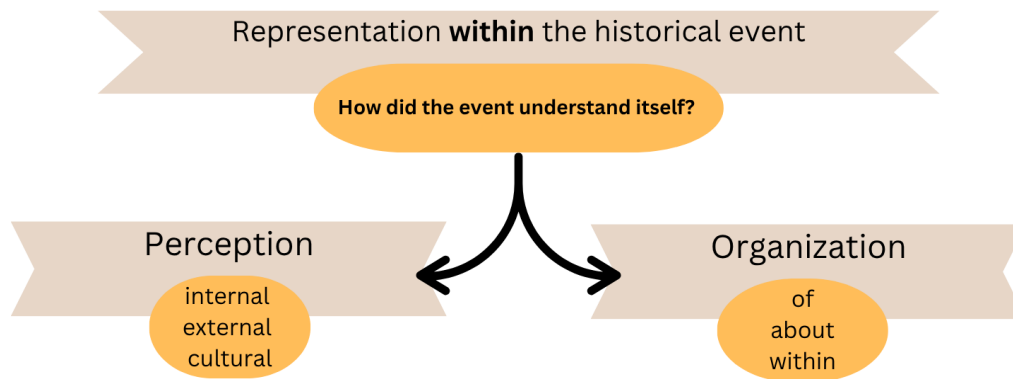 Representation within the historical event
How did the event understand itself?
Perception
internal
external
cultural
Organization
of
about
within